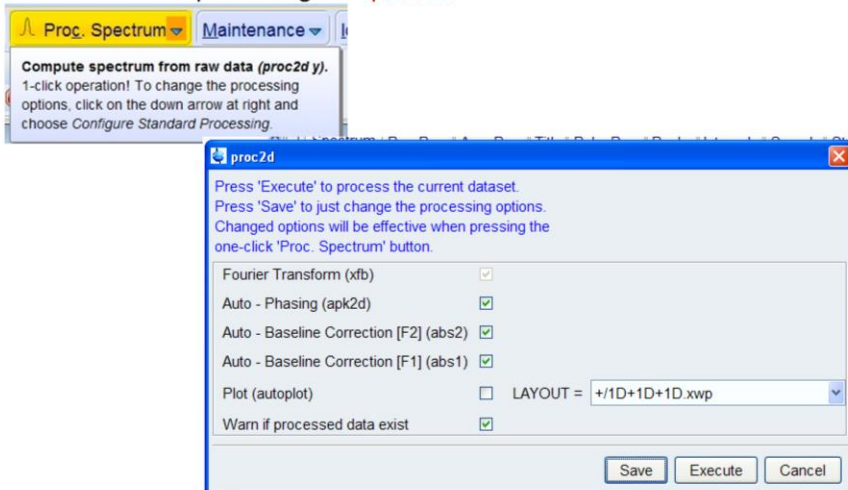 Proc. Spectrum
Maintenance
Compute spectrum from raw data (proc2d y).
1-click operation! To change the processing
options, click on the down arrow at right and
choose Configure Standard Processing.
proc2d
Press 'Execute' to process the current dataset.
Press 'Save' to just change the processing options.
Changed options will be effective when pressing the
one-click 'Proc. Spectrum' button.
Fourier Transform (xfb)
Auto - Phasing (apk2d)
Auto - Baseline Correction [F2] (abs2)
Auto - Baseline Correction [F1] (abs1)
Plot (autoplot) LAYOUT = +/1D+1D+1D.xwp
Warn if processed data exist
Save Execute Cancel